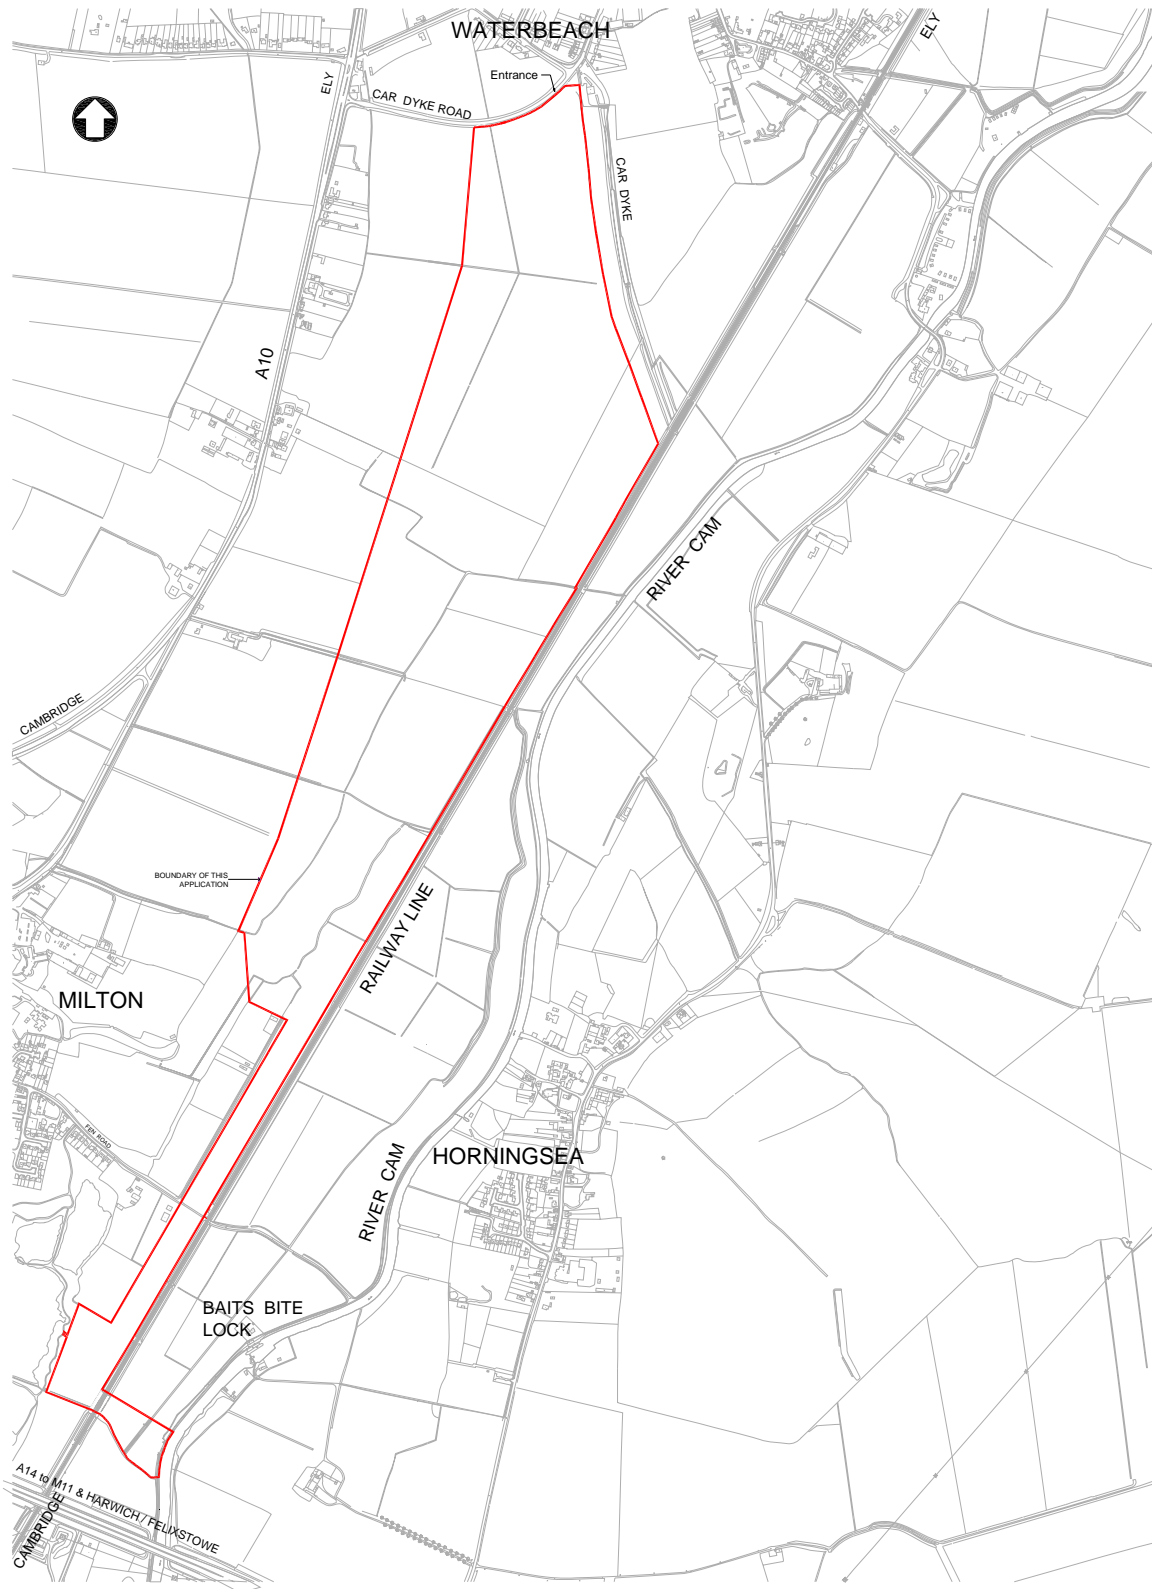 WATERBEACH
ELY
Entrance
ELY
CAR DYKE ROAD
CAR DYKE
A10
RIVER CAM
CAMBRIDGE
BOUNDARY OF THIS
APPLICATION
RAILWAY LINE
MILTON
FEN ROAD
HORNINGSEA
RIVER CAM
BAITS BITE
LOCK
A14 to M11 & HARWICH / FELIXSTOWE
CAMBRIDGE